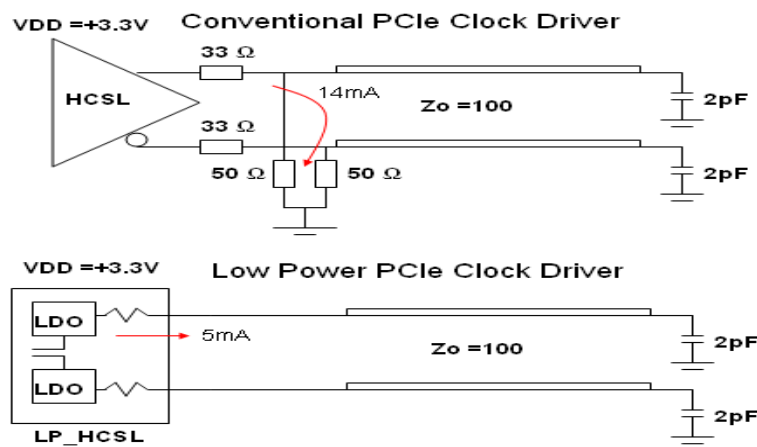 Conventional PCIe Clock Driver
VDD =+3.3V
33 Ω
HCSL
14mA
Zo =100
2pF
33 Ω
50 Ω
50 Ω
2pF
VDD =+3.3V
Low Power PCIe Clock Driver
LDO
5mA
2pF
Zo =100
LDO
2pF
LP_HCSL